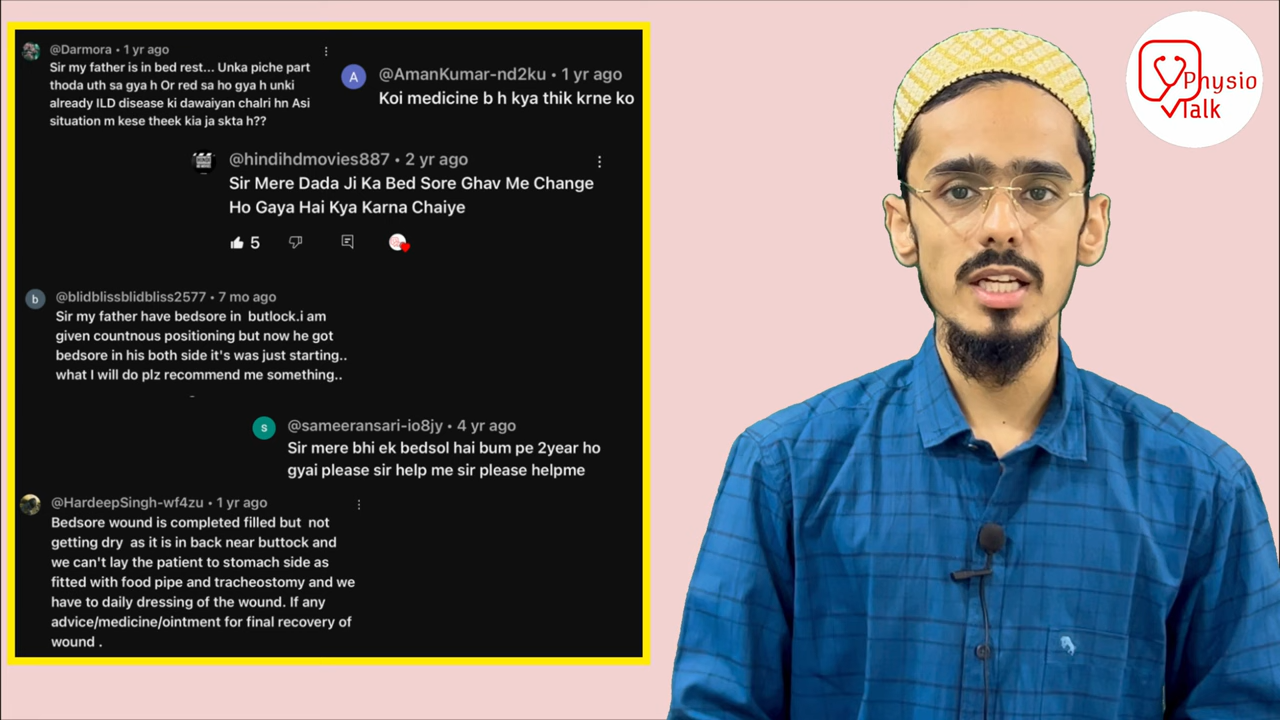 @Darmora • 1 yr ago
Sir my father is in bed rest... Unka piche part
thoda uth sa gya h Or red sa ho gya h unki
already ILD disease ki dawaiyan chalri hn Asi
situation m kese theek kia ja skta h??
A
@AmanKumar-nd2ku • 1 yr ago
Koi medicine b h kya thik krne ko
@hindihdmovies887 • 2 yr ago
Sir Mere Dada Ji Ka Bed Sore Ghav Me Change
Ho Gaya Hai Kya Karna Chaiye
5
b
@blidblissblidbliss2577 • 7 mo ago
Sir my father have bedsore in butlock.i am
given countnous positioning but now he got
bedsore in his both side it's was just starting..
what I will do plz recommend me something..
s
@sameeransari-io8jy • 4 yr ago
Sir mere bhi ek bedsol hai bum pe 2year ho
gyai please sir help me sir please helpme
@HardeepSingh-wf4zu • 1 yr ago
Bedsore wound is completed filled but not
getting dry as it is in back near buttock and
we can't lay the patient to stomach side as
fitted with food pipe and tracheostomy and we
have to daily dressing of the wound. If any
advice/medicine/ointment for final recovery of
wound .
Physio
Talk